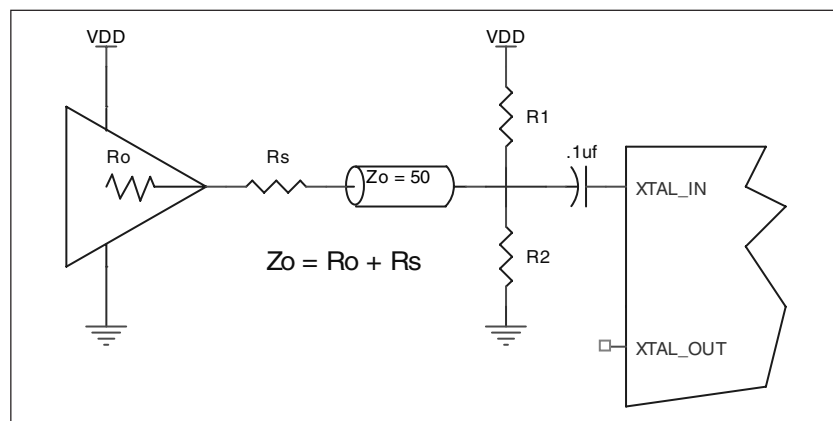 VDD
VDD
R1
Ro
Rs
Zo = 50
.1uf
XTAL_IN
Zo = Ro + Rs
R2
XTAL_OUT